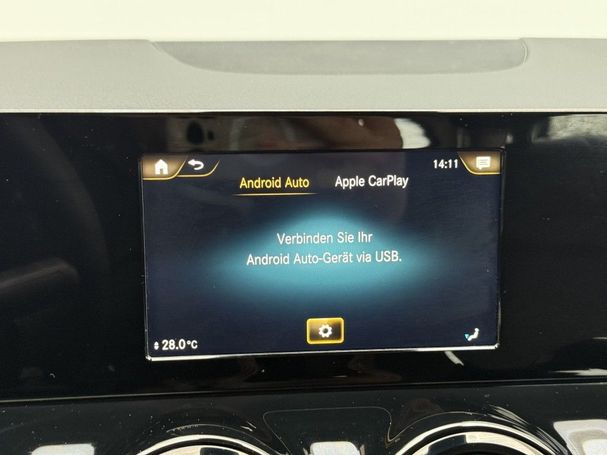 14:11
Android Auto Apple CarPlay
Verbinden Sie Ihr
Android Auto-Gerät via USB.
28.0°C